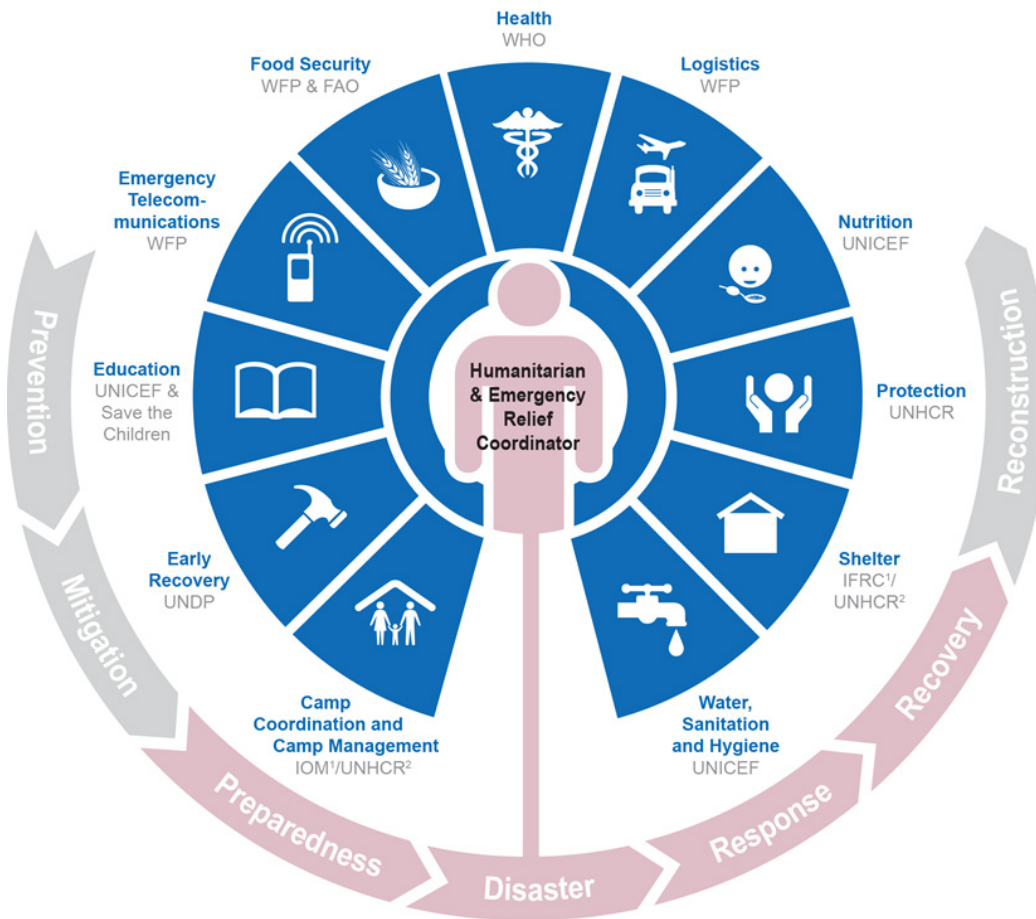 Health
WHO
Food Security
WFP & FAO
Logistics
WFP
Emergency
Telecom-
munications
WFP
Nutrition
UNICEF
Education
UNICEF &
Save the
Children
Humanitarian
& Emergency
Relief
Coordinator
Protection
UNHCR
Early
Recovery
UNDP
Shelter
IFRC¹/
UNHCR²
Camp
Coordination and
Camp Management
IOM¹/UNHCR²
Water,
Sanitation
and Hygiene
UNICEF
Prevention
Mitigation
Preparedness
Disaster
Response
Recovery
Reconstruction